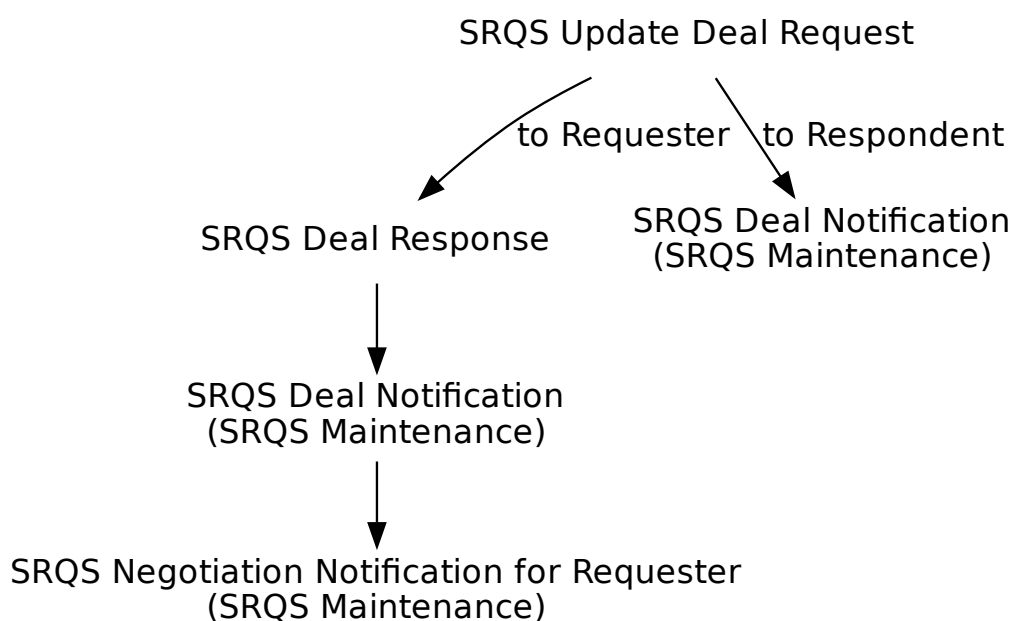 SRQS Update Deal Request
to Requester
to Respondent
SRQS Deal Response
SRQS Deal Notification
(SRQS Maintenance)
SRQS Deal Notification
(SRQS Maintenance)
SRQS Negotiation Notification for Requester
(SRQS Maintenance)